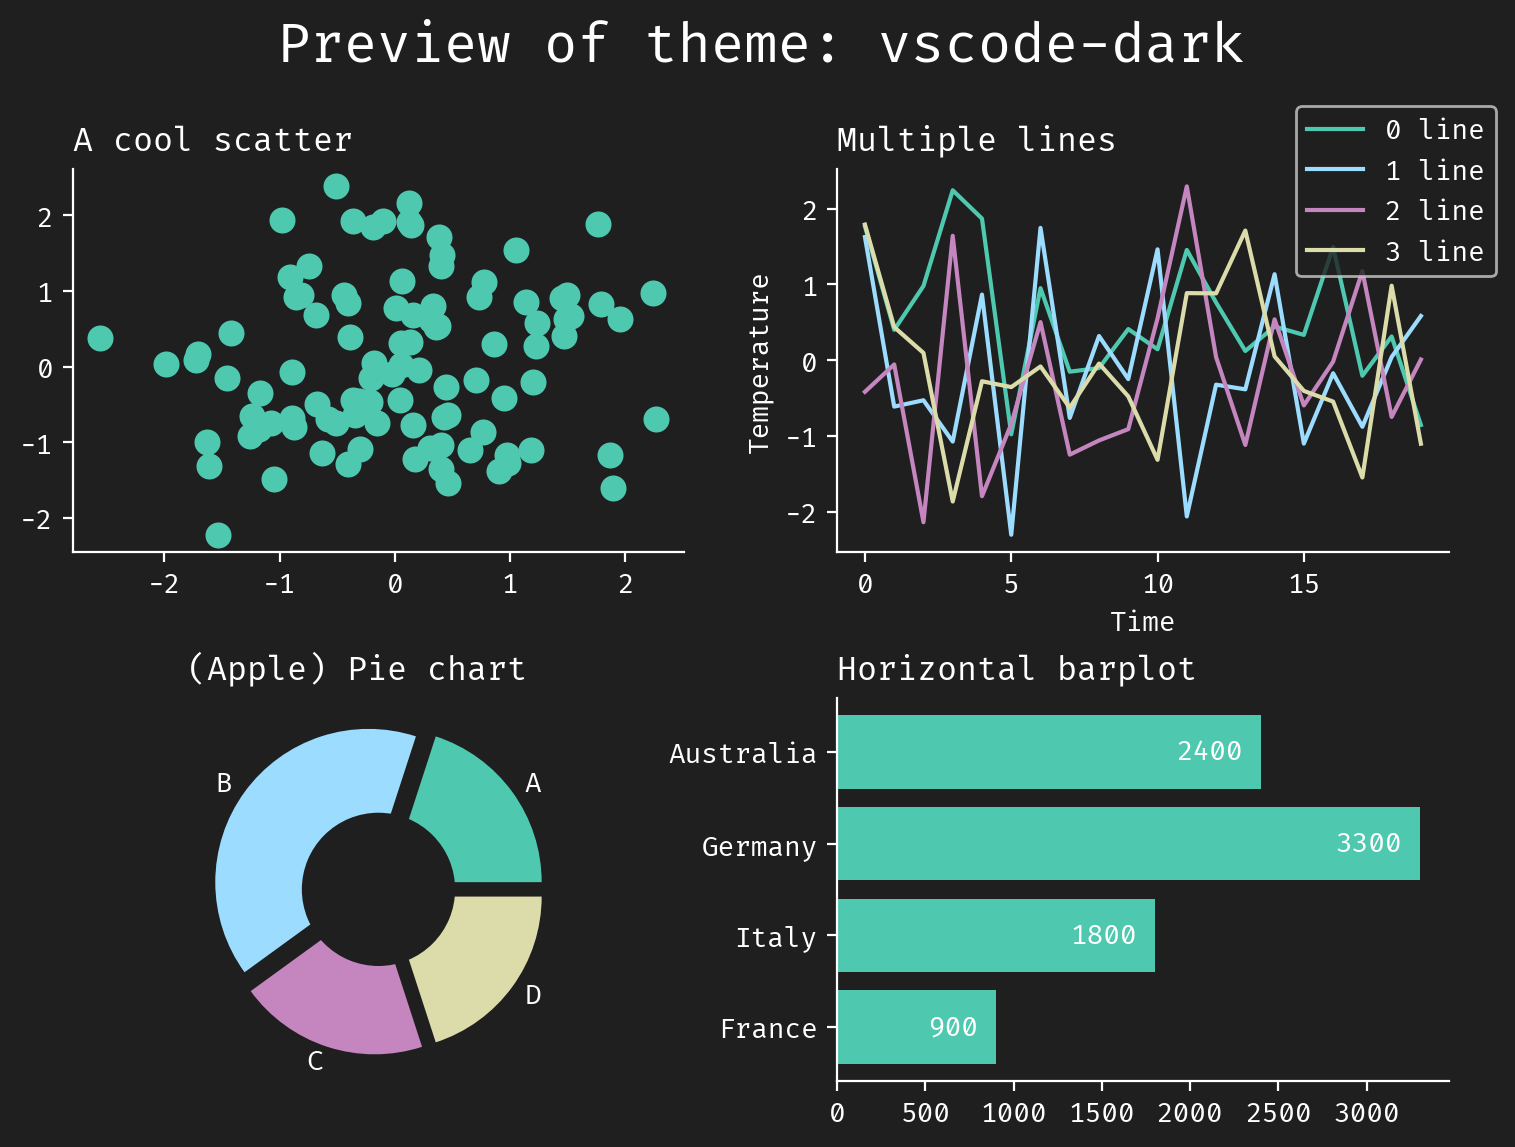 Preview of theme: vscode-dark
A cool scatter
2
1
0
−1
−2
−2 −1 0 1 2
Multiple lines
0 line
1 line
2 line
3 line
Temperature
2
1
0
−1
−2
0 5 10 15
Time
(Apple) Pie chart
B
A
D
C
Horizontal barplot
Australia 2400
Germany 3300
Italy 1800
France 900
0 500 1000 1500 2000 2500 3000